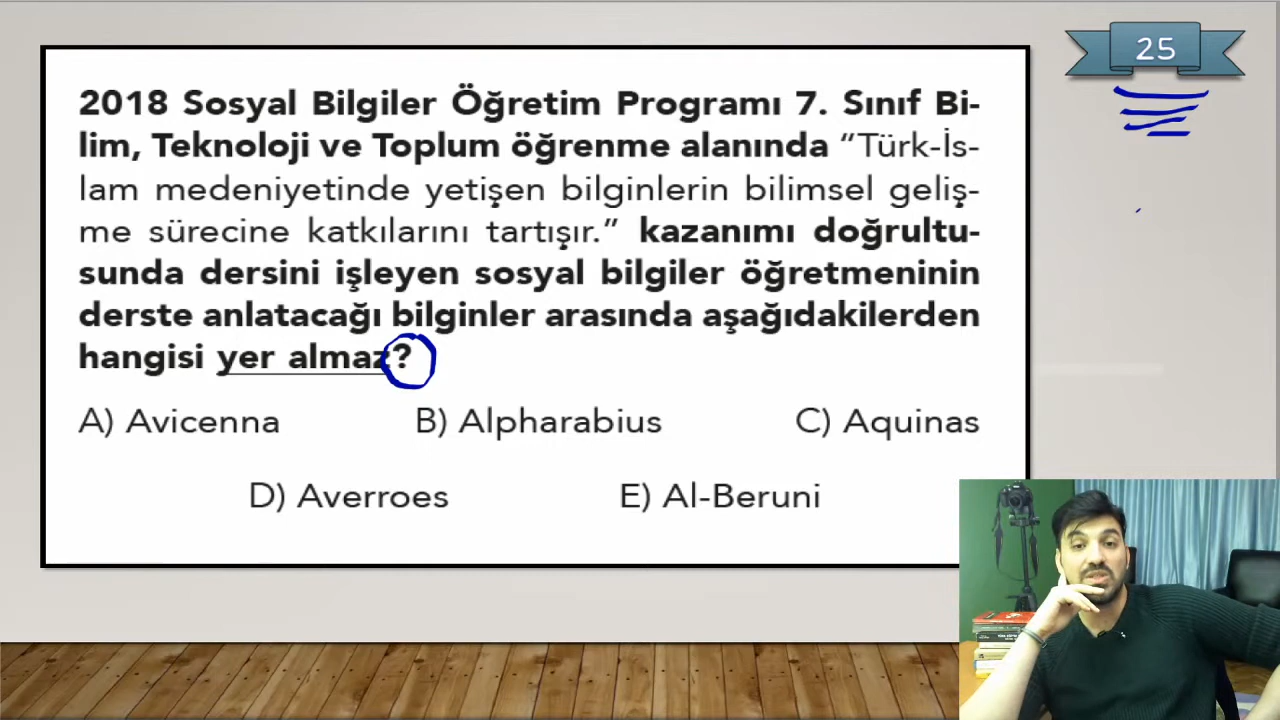 25
2018 Sosyal Bilgiler Öğretim Programı 7. Sınıf Bi-
lim, Teknoloji ve Toplum öğrenme alanında “Türk-İs-
lam medeniyetinde yetişen bilginlerin bilimsel geliş-
me sürecine katkılarını tartışır.” kazanımı doğrultu-
sunda dersini işleyen sosyal bilgiler öğretmeninin
derste anlatacağı bilginler arasında aşağıdakilerden
hangisi yer almaz?
A) Avicenna B) Alpharabius C) Aquinas
D) Averroes E) Al-Beruni